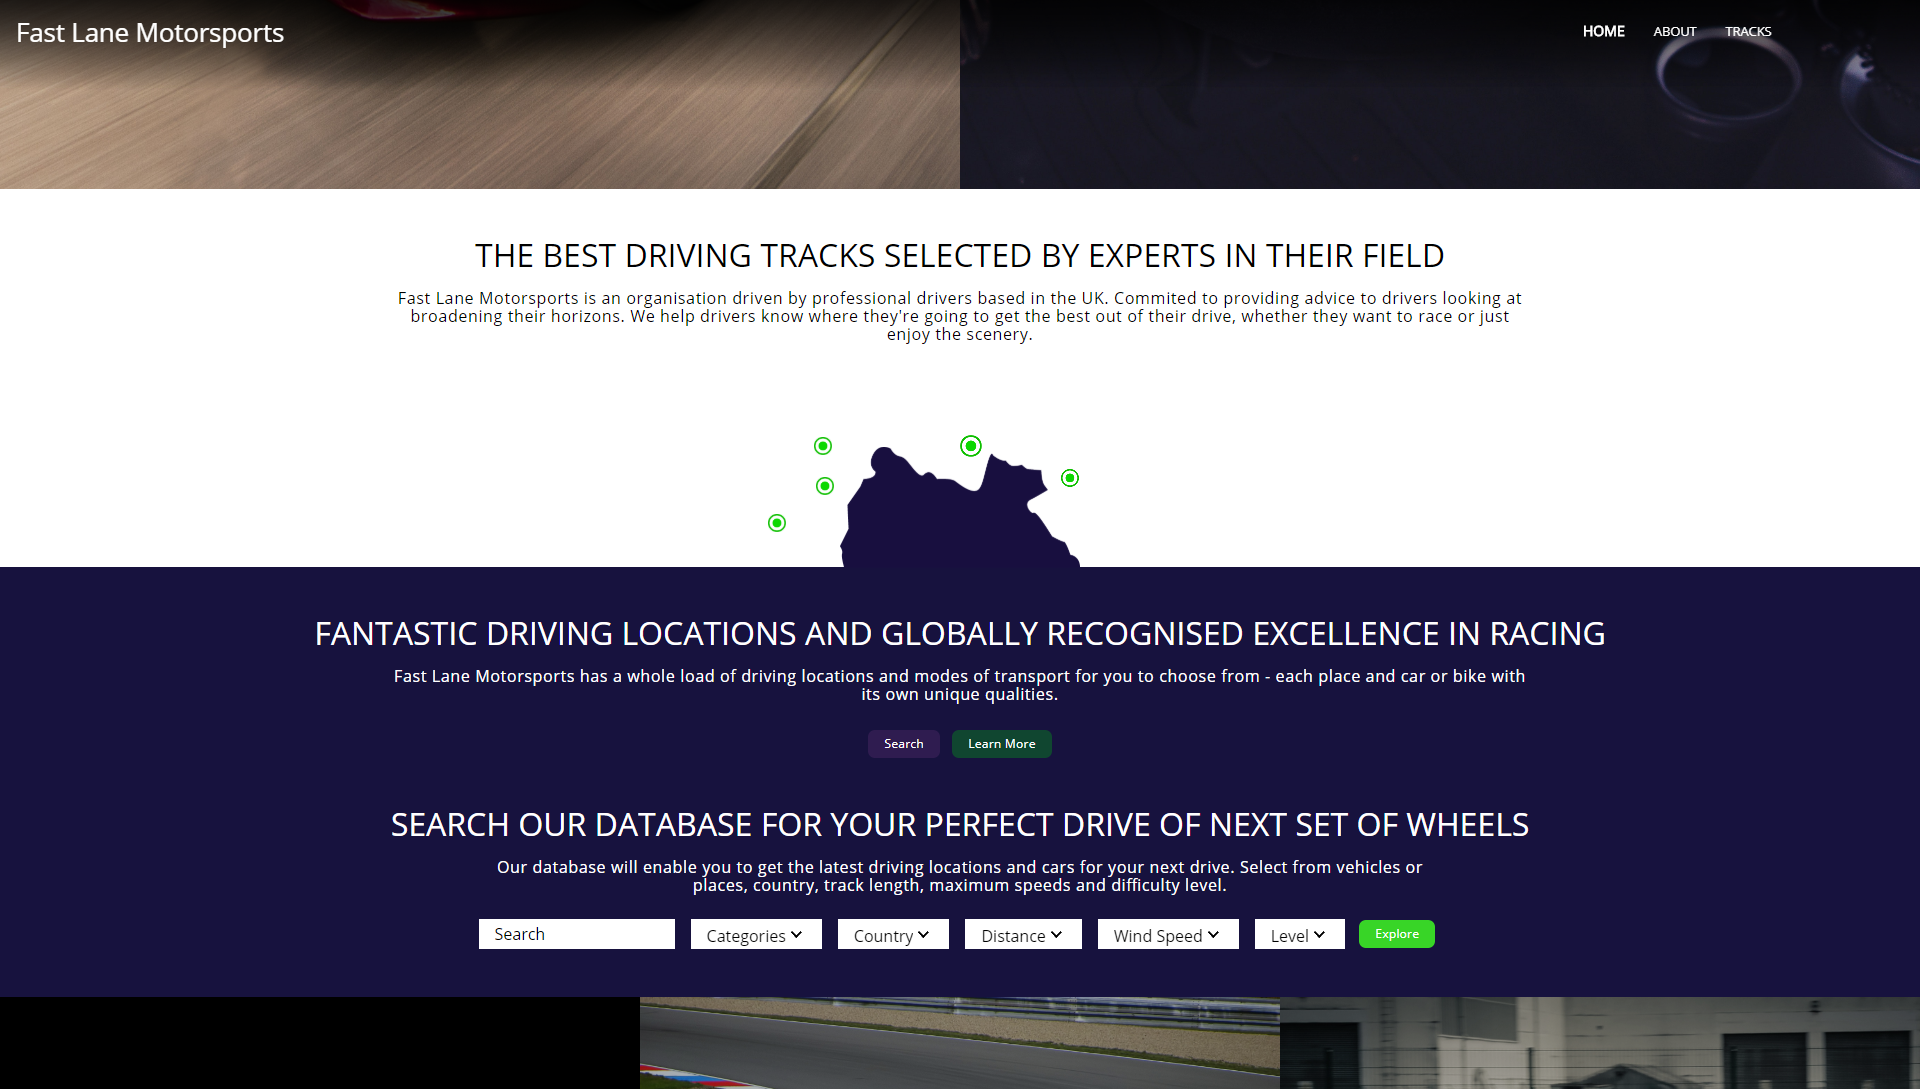 Fast Lane Motorsports
HOME
ABOUT
TRACKS
THE BEST DRIVING TRACKS SELECTED BY EXPERTS IN THEIR FIELD
Fast Lane Motorsports is an organisation driven by professional drivers based in the UK. Commited to providing advice to drivers looking at
broadening their horizons. We help drivers know where they're going to get the best out of their drive, whether they want to race or just
enjoy the scenery.
FANTASTIC DRIVING LOCATIONS AND GLOBALLY RECOGNISED EXCELLENCE IN RACING
Fast Lane Motorsports has a whole load of driving locations and modes of transport for you to choose from - each place and car or bike with
its own unique qualities.
Search
Learn More
SEARCH OUR DATABASE FOR YOUR PERFECT DRIVE OF NEXT SET OF WHEELS
Our database will enable you to get the latest driving locations and cars for your next drive. Select from vehicles or
places, country, track length, maximum speeds and difficulty level.
Search
Categories
Country
Distance
Wind Speed
Level
Explore